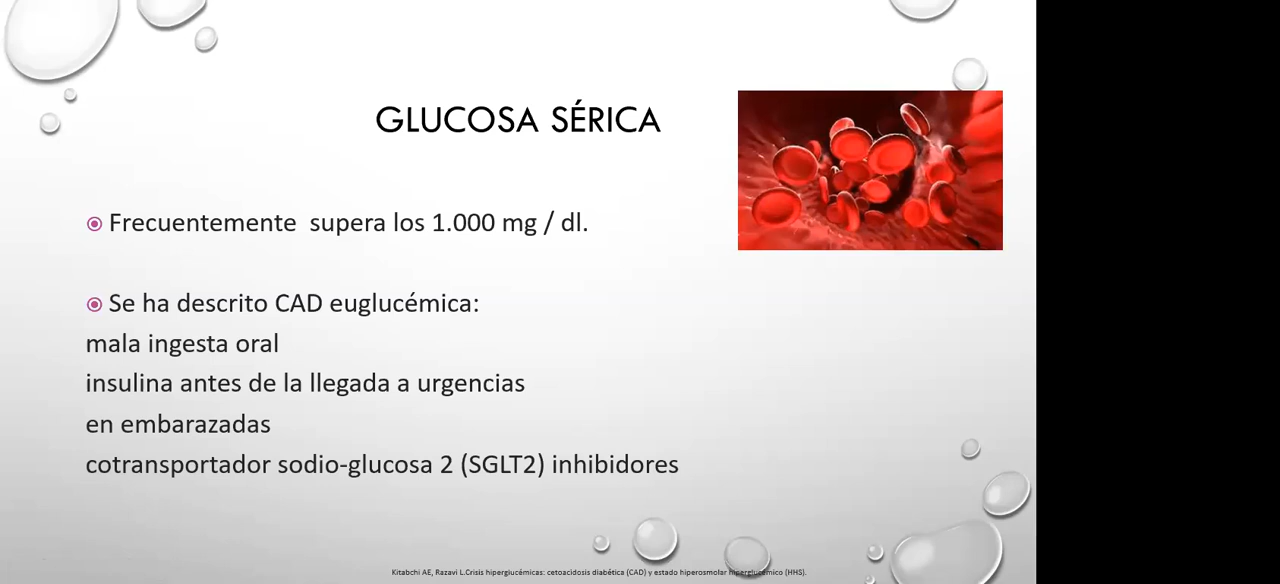 GLUCOSA SÉRICA
Frecuentemente supera los 1.000 mg / dl.
Se ha descrito CAD euglucémica:
mala ingesta oral
insulina antes de la llegada a urgencias
en embarazadas
cotransportador sodio-glucosa 2 (SGLT2) inhibidores
Kitabchi AE, Razavi L.Crisis hiperglucémicas: cetoacidosis diabética (CAD) y estado hiperosmolar hiperglucémico (HHS).